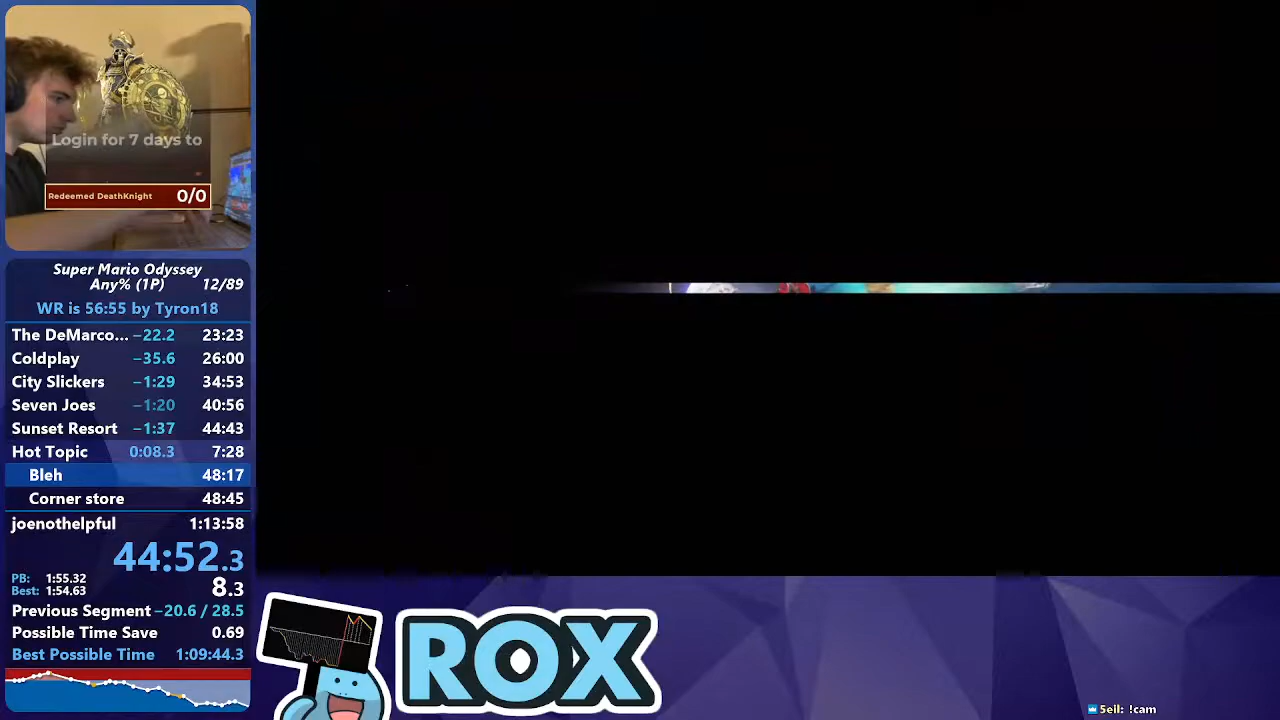 Login for 7 days to
Redeemed DeathKnight 0/0
Super Mario Odyssey
Any% (1P) 12/89
WR is 56:55 by Tyron18
The DeMarco... −22.2 23:23
Coldplay −35.6 26:00
City Slickers −1:29 34:53
Seven Joes −1:20 40:56
Sunset Resort −1:37 44:43
Hot Topic 0:08.3 7:28
Bleh 48:17
Corner store 48:45
joenothelpful 1:13:58
44:52.3
PB: 1:55.32
Best: 1:54.63
8.3
Previous Segment −20.6 / 28.5
Possible Time Save 0.69
Best Possible Time 1:09:44.3
ROX
5ell: !cam